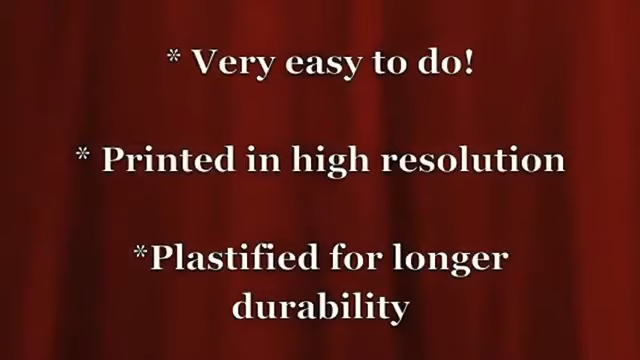 * Very easy to do!
* Printed in high resolution
*Plastified for longer
durability